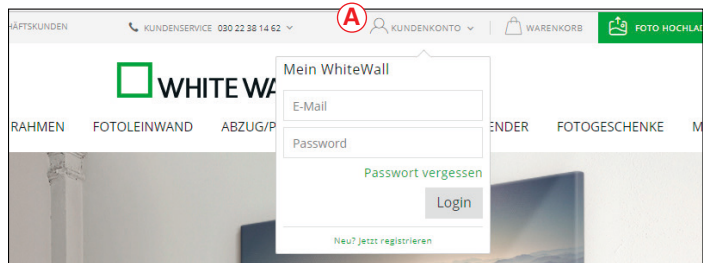 HÄFTSKUNDEN KUNDENSERVICE 030 22 38 14 62 A KUNDENKONTO WARENKORB FOTO HOCHLAD
WHITE WA
Mein WhiteWall
E-Mail
RAHMEN FOTOLEINWAND ABZUG/P ENDER FOTOGESCHENKE M
Password
Passwort vergessen
Login
Neu? Jetzt registrieren